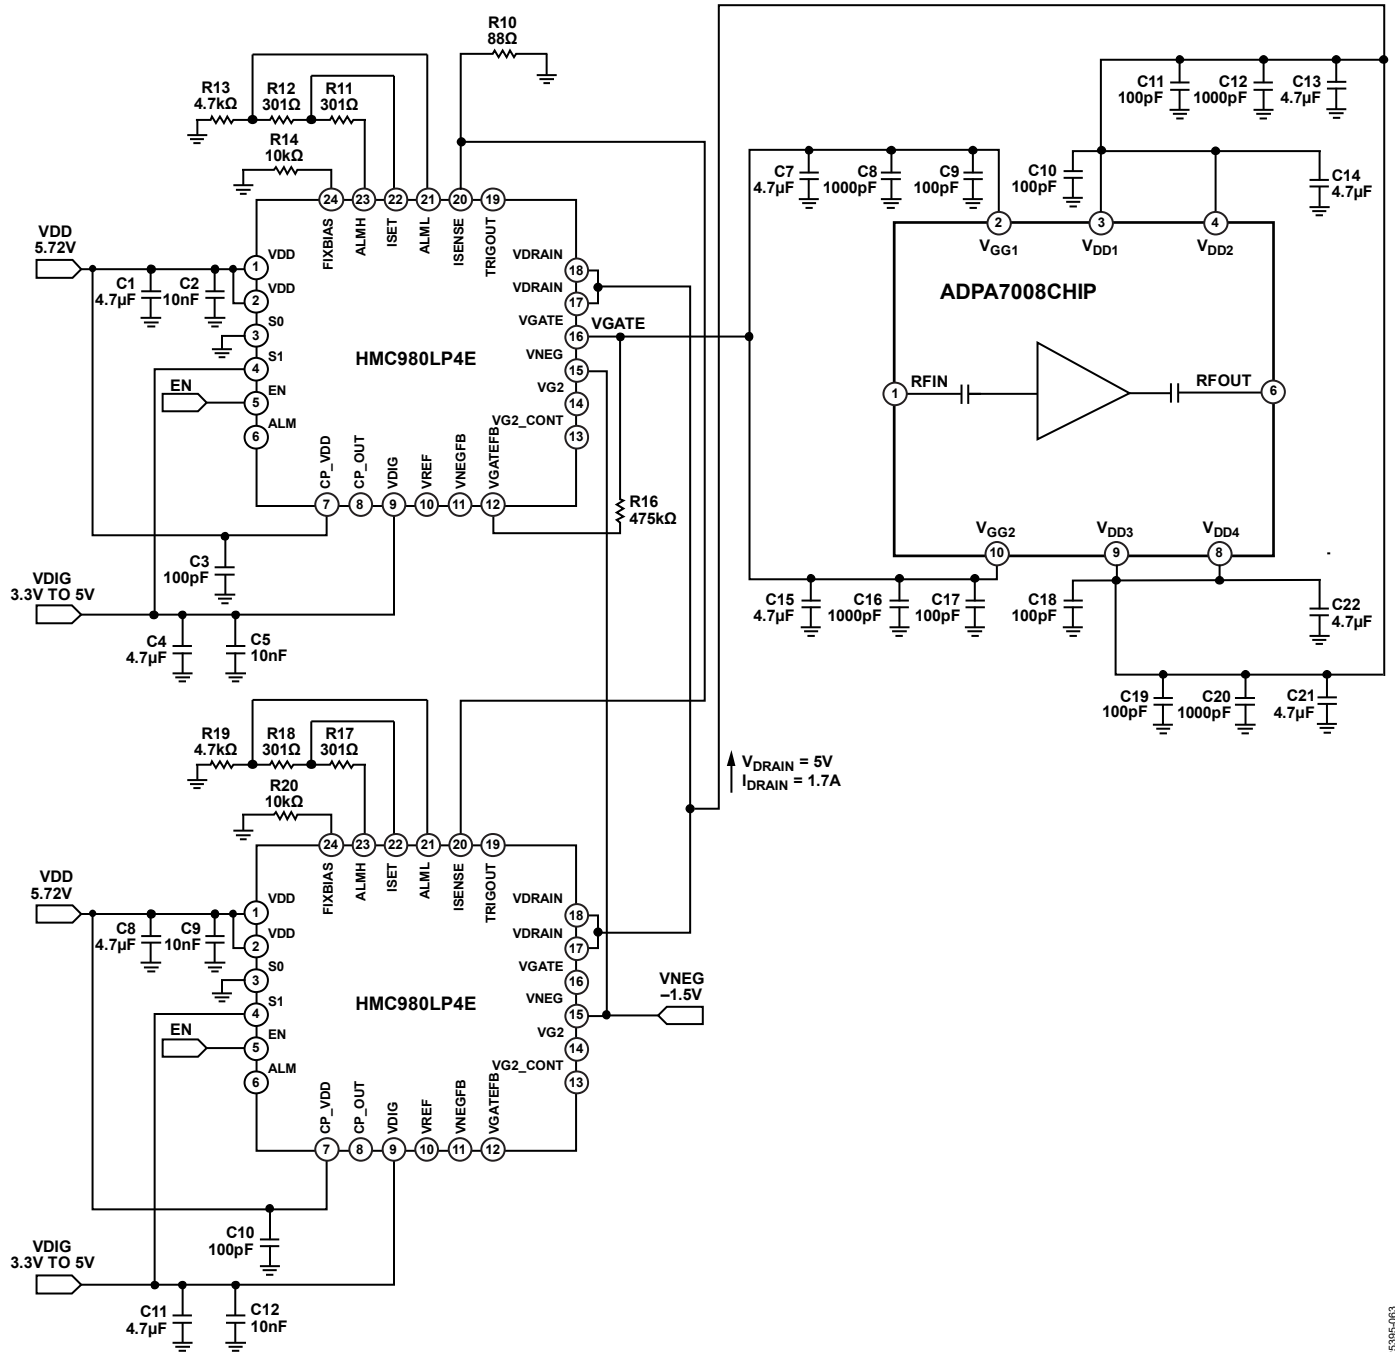 R10
88Ω
R13
4.7kΩ
R12
301Ω
R11
301Ω
R14
10kΩ
24
23
22
21
20
19
FIXBIAS
ALMH
ISET
ALML
ISENSE
TRIGOUT
VDD
5.72V
C1
4.7µF
C2
10nF
1
VDD
2
VDD
3
S0
4
S1
EN
5
EN
6
ALM
HMC980LP4E
VDRAIN
18
VDRAIN
17
VGATE
16
VGATE
VNEG
15
VG2
14
VG2_CONT
13
CP_VDD
CP_OUT
VDIG
VREF
VNEGFB
VGATEFB
7
8
9
10
11
12
R16
475kΩ
C3
100pF
VDIG
3.3V TO 5V
C4
4.7µF
C5
10nF
C11
100pF
C12
1000pF
C13
4.7µF
C7
4.7µF
C8
1000pF
C9
100pF
C10
100pF
C14
4.7µF
2
3
4
VGG1
VDD1
VDD2
ADPA7008CHIP
1
RFIN
RFOUT
6
VGG2
VDD3
VDD4
10
9
8
C15
4.7µF
C16
1000pF
C17
100pF
C18
100pF
C22
4.7µF
C19
100pF
C20
1000pF
C21
4.7µF
VDRAIN = 5V
IDRAIN = 1.7A
R19
4.7kΩ
R18
301Ω
R17
301Ω
R20
10kΩ
24
23
22
21
20
19
FIXBIAS
ALMH
ISET
ALML
ISENSE
TRIGOUT
VDD
5.72V
C8
4.7µF
C9
10nF
1
VDD
2
VDD
3
S0
4
S1
EN
5
EN
6
ALM
HMC980LP4E
VDRAIN
18
VDRAIN
17
VGATE
16
VNEG
15
VG2
14
VG2_CONT
13
VNEG
–1.5V
CP_VDD
CP_OUT
VDIG
VREF
VNEGFB
VGATEFB
7
8
9
10
11
12
C10
100pF
VDIG
3.3V TO 5V
C11
4.7µF
C12
10nF